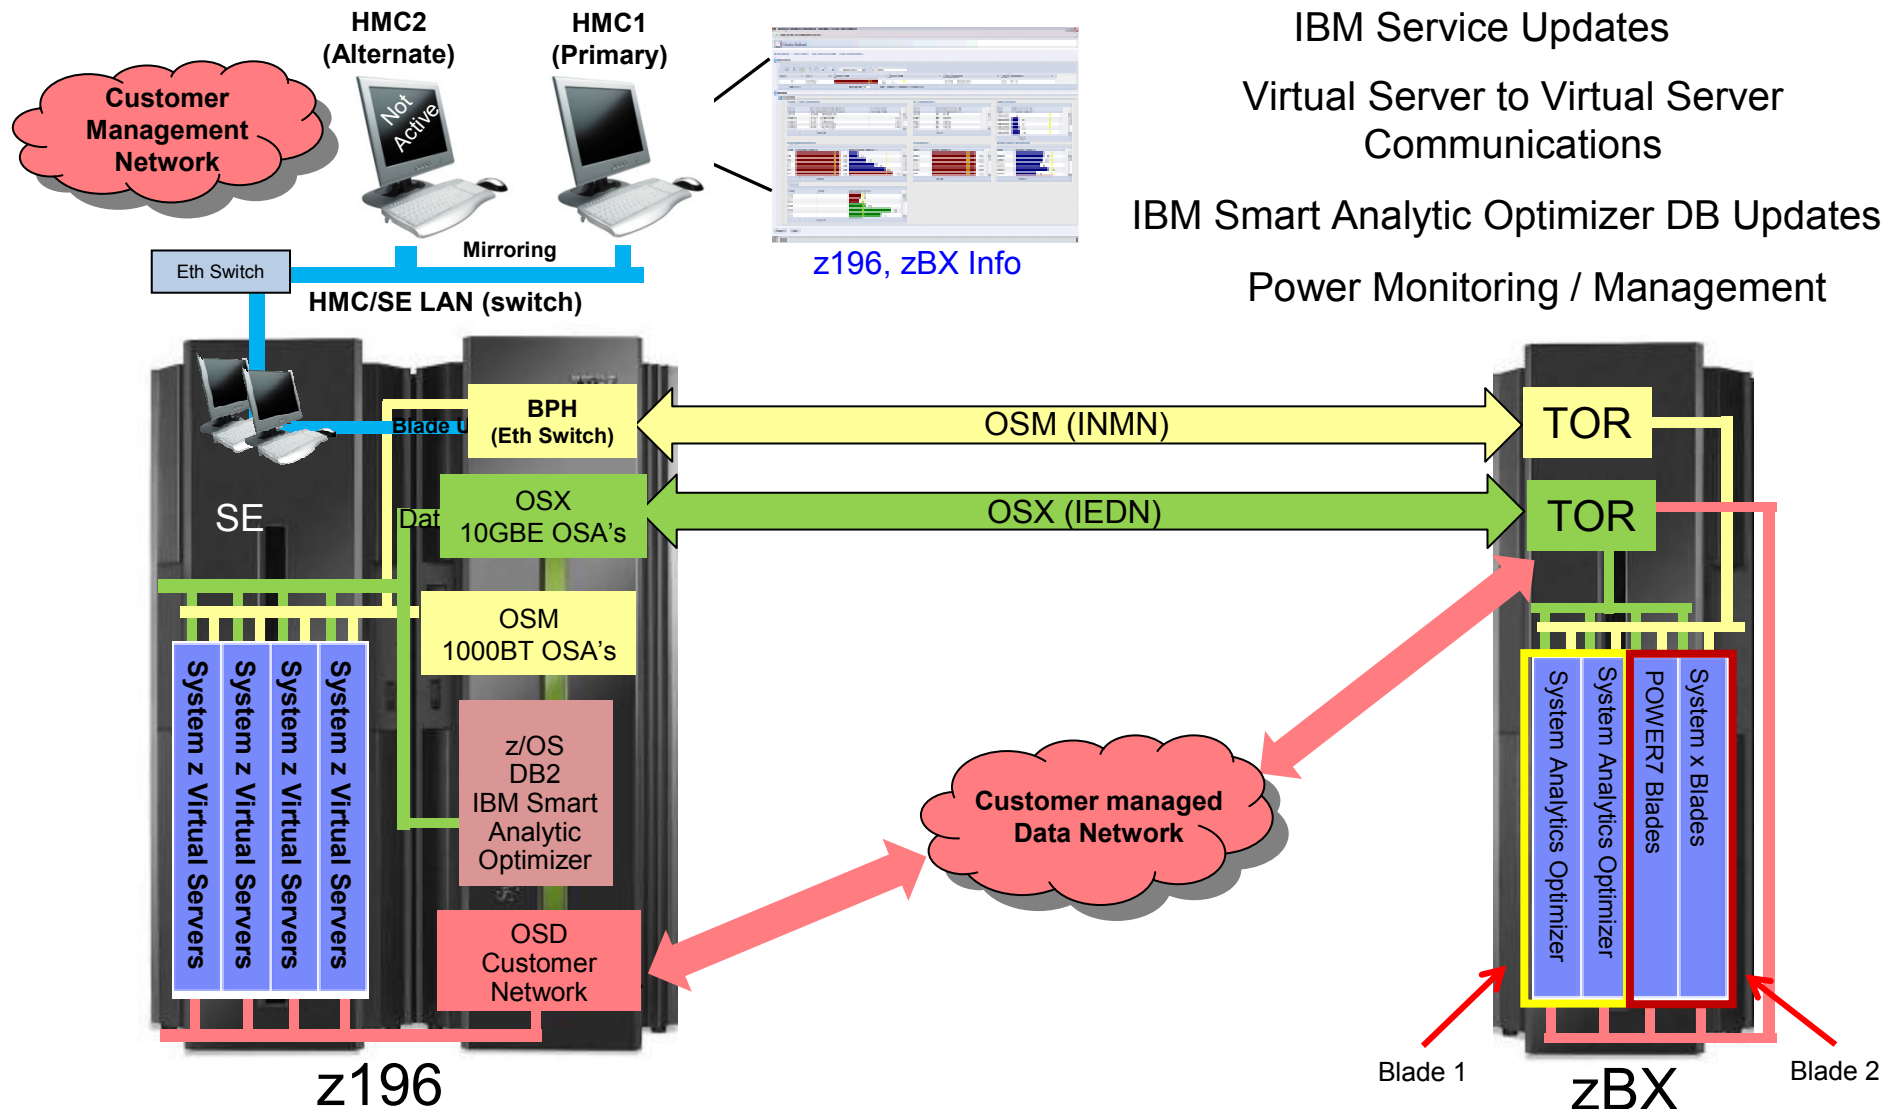 HMC2
(Alternate)
HMC1
(Primary)
Customer
Management
Network
Not
Active
IBM Service Updates
Virtual Server to Virtual Server
Communications
IBM Smart Analytic Optimizer DB Updates
Power Monitoring / Management
z196, zBX Info
Mirroring
Eth Switch
HMC/SE LAN (switch)
BPH
(Eth Switch)
Blade U
OSM (INMN)
TOR
SE
Dat
OSX
10GBE OSA's
OSX (IEDN)
TOR
OSM
1000BT OSA's
System z Virtual Servers
System z Virtual Servers
System z Virtual Servers
System z Virtual Servers
z/OS
DB2
IBM Smart
Analytic
Optimizer
OSD
Customer
Network
Customer managed
Data Network
System Analytics Optimizer
System Analytics Optimizer
POWER7 Blades
System x Blades
Blade 1
Blade 2
z196
zBX